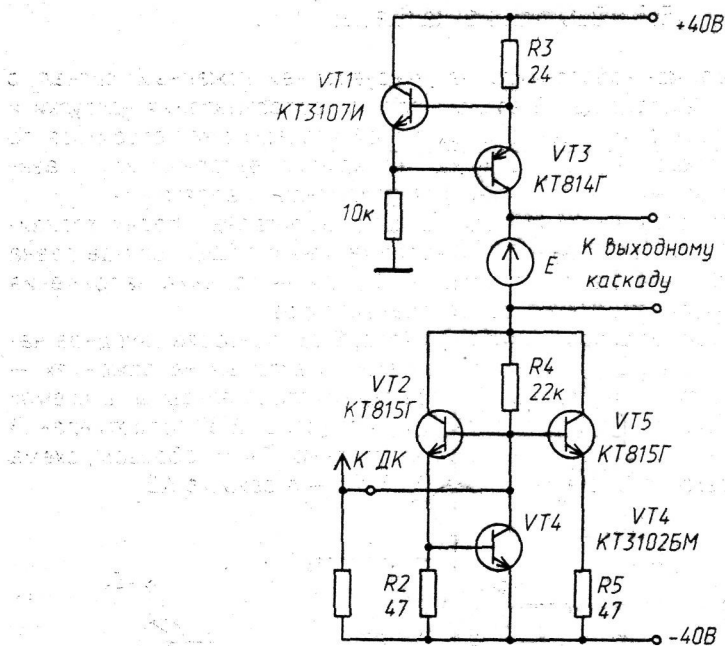 +40В
R3
24
VT1
КТ3107И
VT3
КТ814Г
10к
E
К выходному
каскаду
R4
22к
VT2
КТ815Г
VT5
КТ815Г
К ДК
VT4
VT4
КТ3102БМ
R2
47
R5
47
-40В